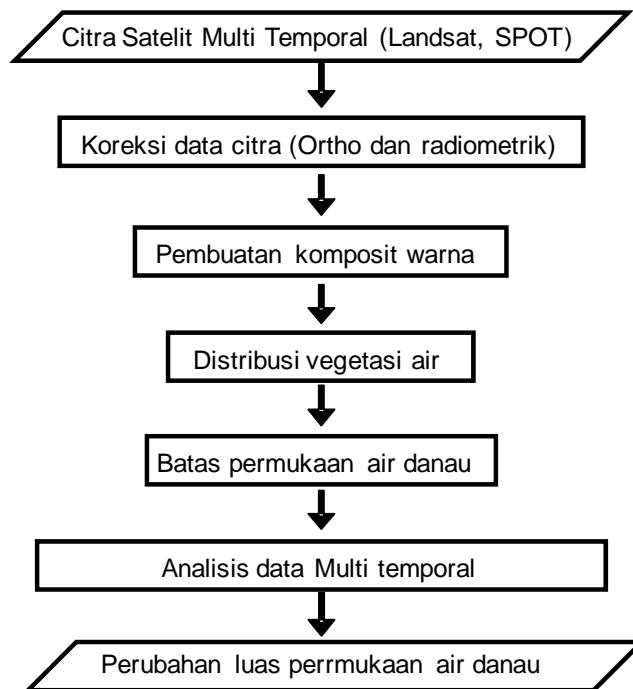 Citra Satelit Multi Temporal (Landsat, SPOT)
Koreksi data citra (Ortho dan radiometrik)
Pembuatan komposit warna
Distribusi vegetasi air
Batas permukaan air danau
Analisis data Multi temporal
Perubahan luas perrmukaan air danau